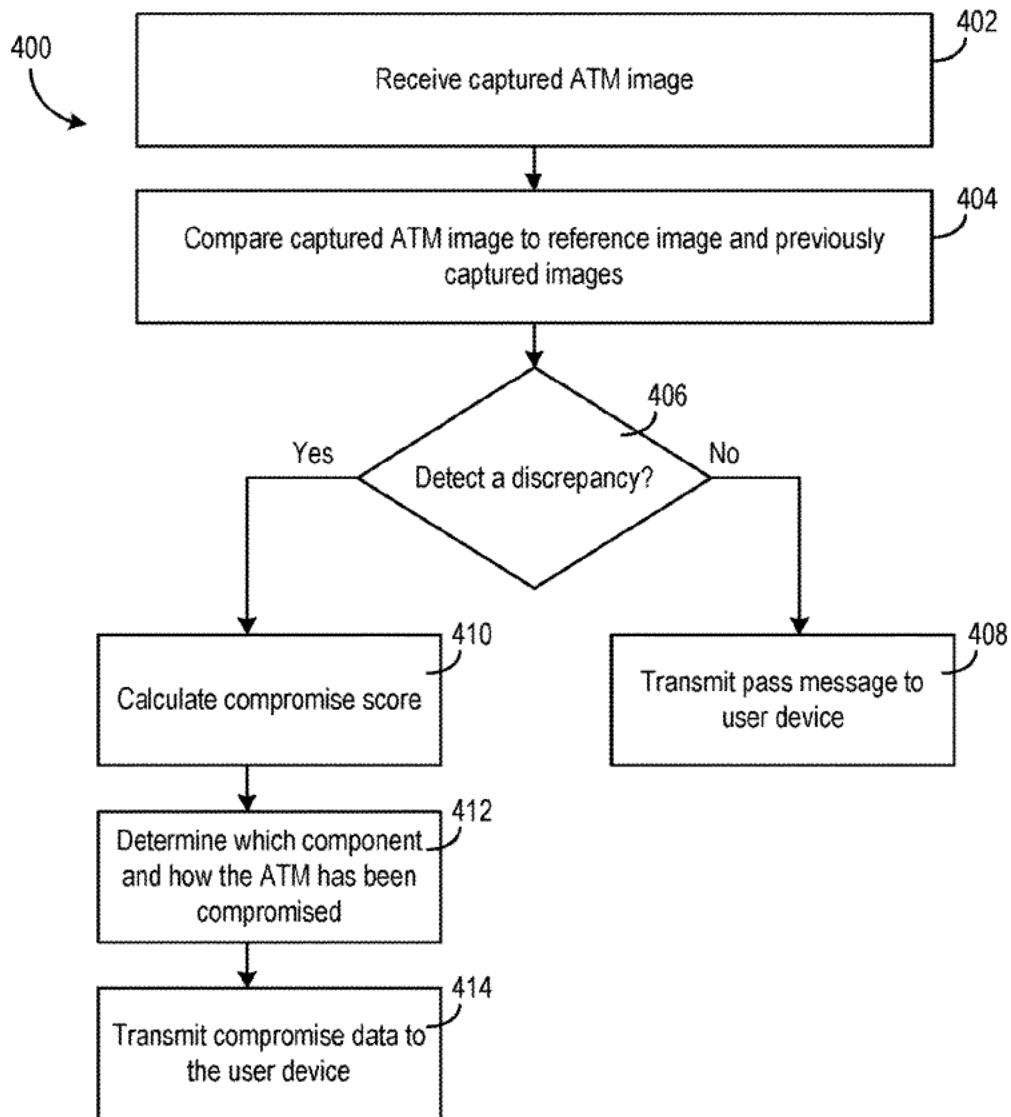 400
402
Receive captured ATM image
404
Compare captured ATM image to reference image and previously
captured images
406
Yes
No
Detect a discrepancy?
410
Calculate compromise score
408
Transmit pass message to
user device
412
Determine which component
and how the ATM has been
compromised
414
Transmit compromise data to
the user device